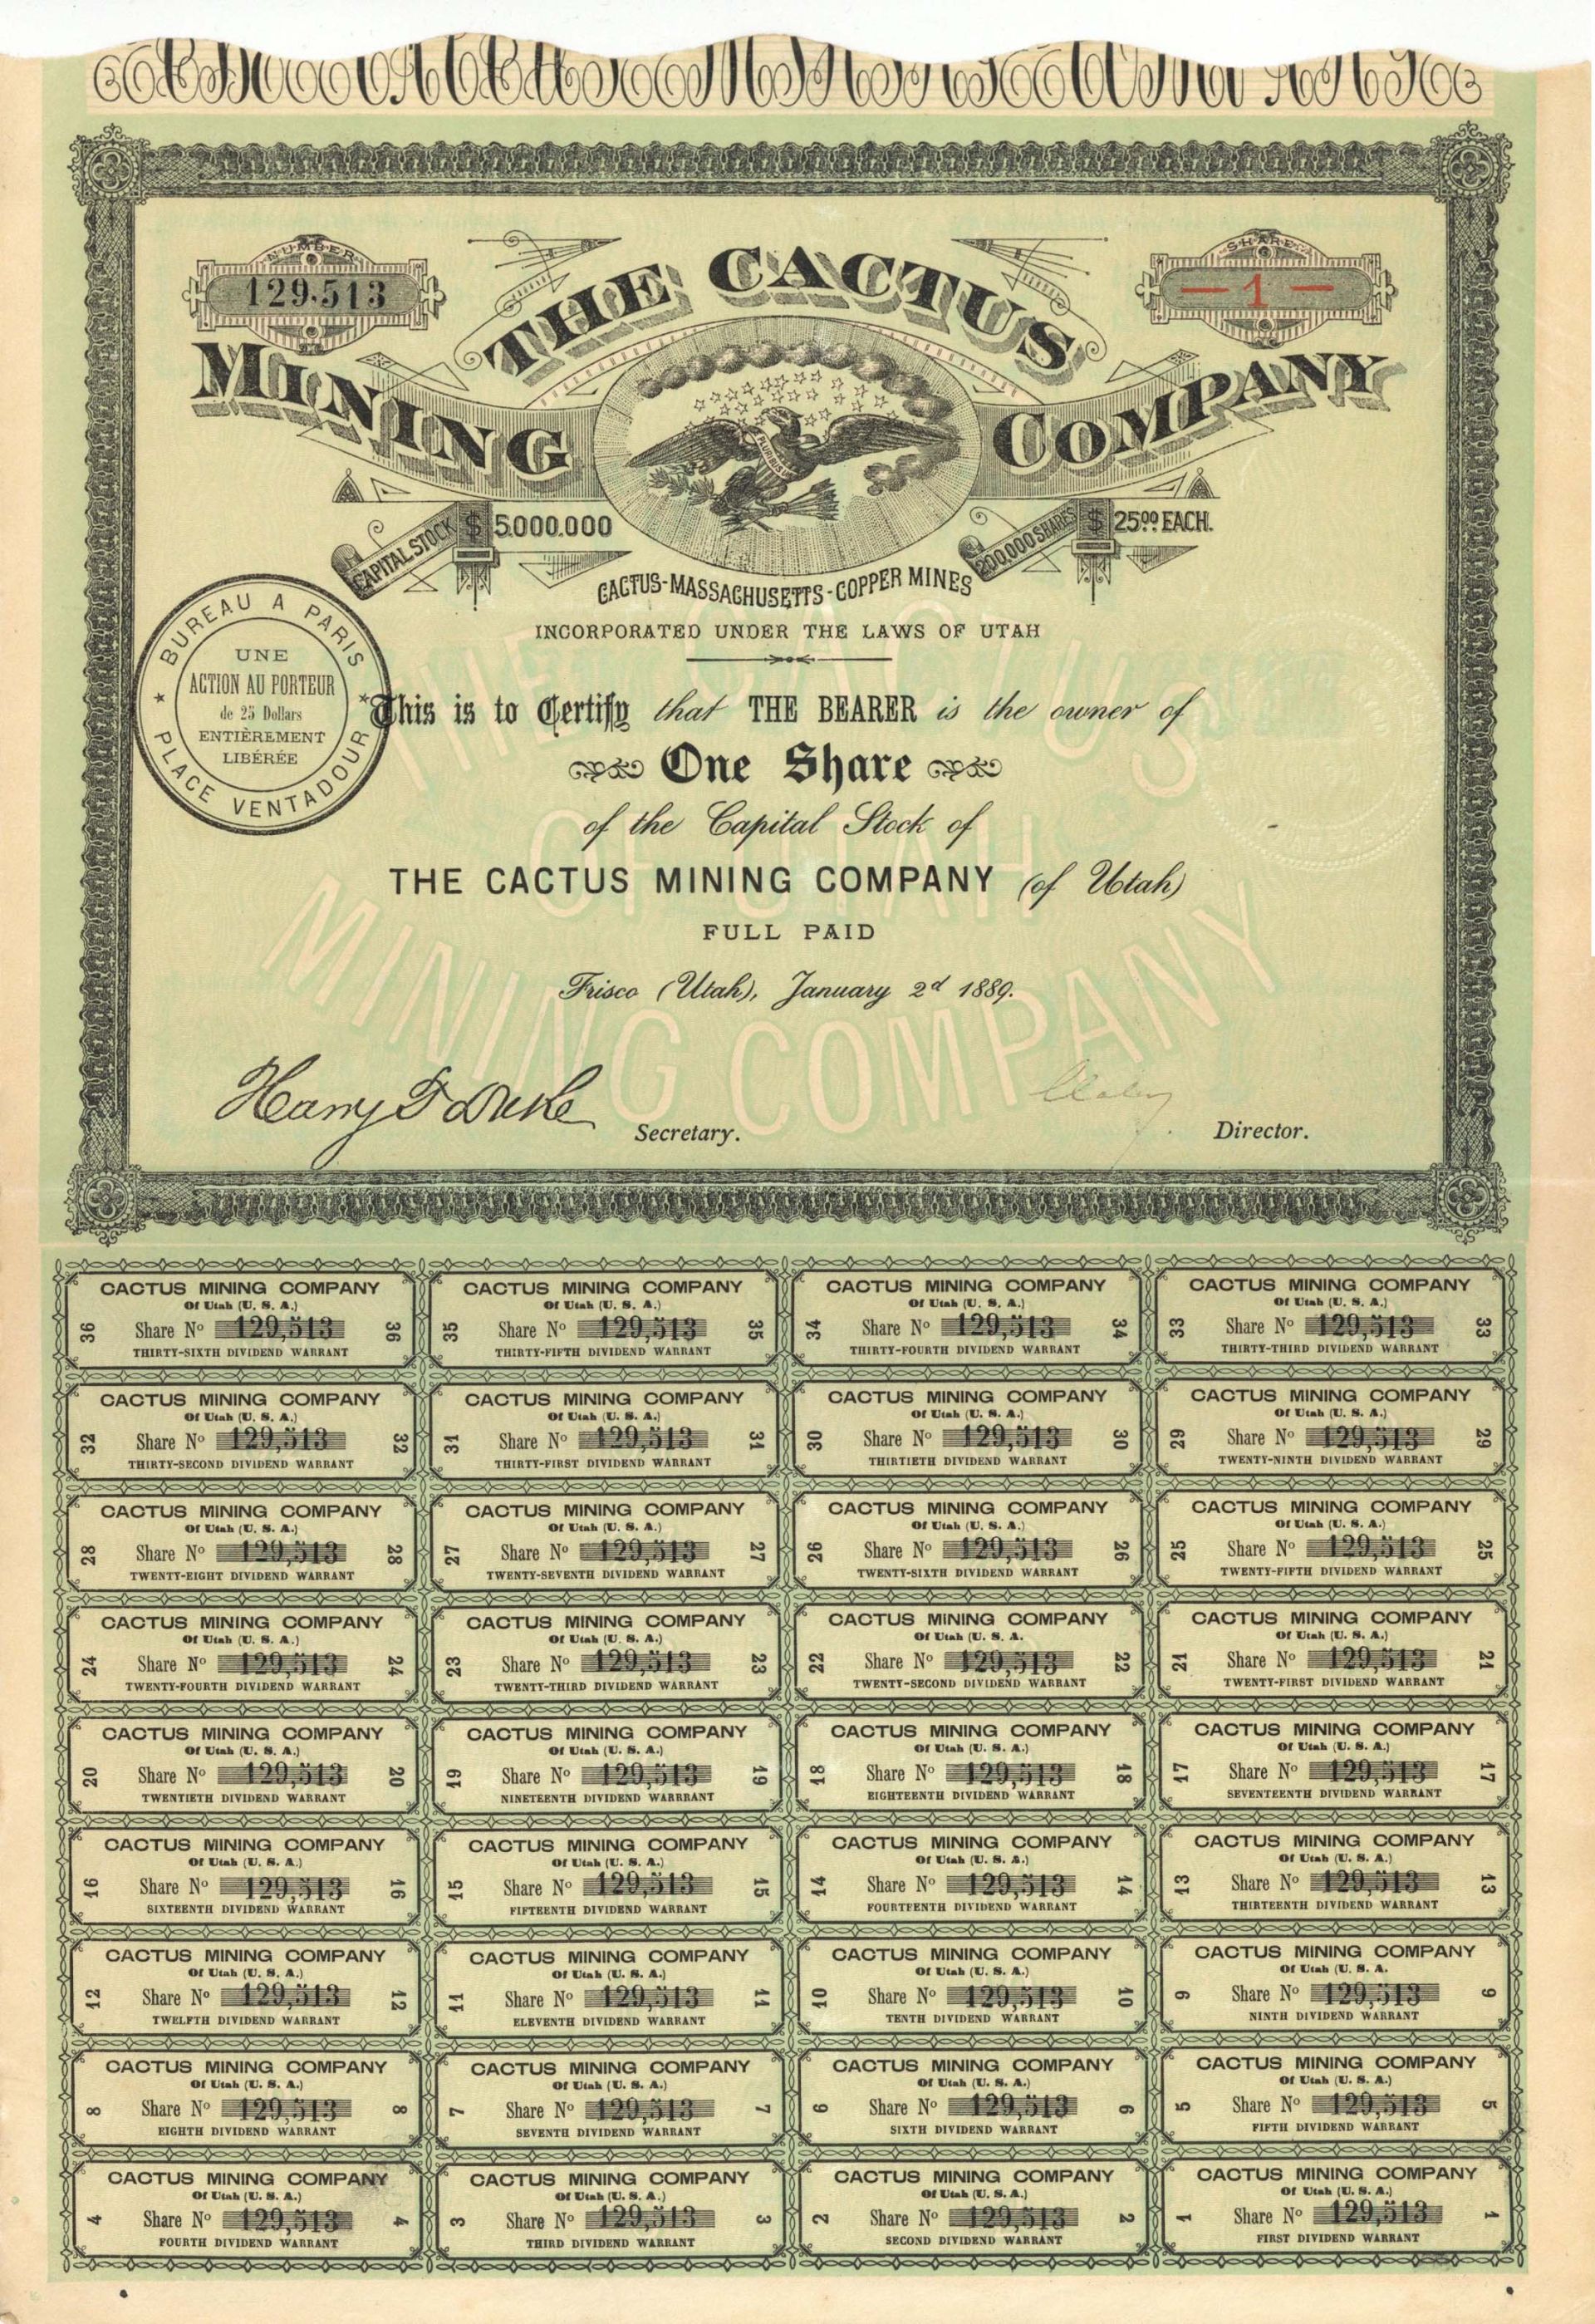 NUMBER
129.513
SHARE
— 1 —
THE CACTUS
MINING COMPANY
PLURIBUS
CAPITAL STOCK $ 5.000.000
200,000 SHARES $ 25⁰⁰ EACH.
CACTUS-MASSACHUSETTS-COPPER MINES
INCORPORATED UNDER THE LAWS OF UTAH
BUREAU A PARIS
UNE
ACTION AU PORTEUR
de 25 Dollars
ENTIÈREMENT
LIBÉRÉE
PLACE VENTADOUR
This is to Certify that THE BEARER is the owner of
One Share
of the Capital Stock of
THE CACTUS MINING COMPANY (of Utah)
FULL PAID
Frisco (Utah), January 2d 1889.
THE CACTUS
OF UTAH
MINING COMPANY
Secretary.
Director.
CACTUS MINING COMPANY
Of Utah (U. S. A.)
36 Share Nº 129,513 36
THIRTY-SIXTH DIVIDEND WARRANT
CACTUS MINING COMPANY
Of Utah (U. S. A.)
35 Share Nº 129,513 35
THIRTY-FIFTH DIVIDEND WARRANT
CACTUS MINING COMPANY
Of Utah (U. S. A.)
34 Share Nº 129,513 34
THIRTY-FOURTH DIVIDEND WARRANT
CACTUS MINING COMPANY
Of Utah (U. S. A.)
33 Share Nº 129,513 33
THIRTY-THIRD DIVIDEND WARRANT
CACTUS MINING COMPANY
Of Utah (U. S. A.)
32 Share Nº 129,513 32
THIRTY-SECOND DIVIDEND WARRANT
CACTUS MINING COMPANY
Of Utah (U. S. A.)
31 Share Nº 129,513 31
THIRTY-FIRST DIVIDEND WARRANT
CACTUS MINING COMPANY
Of Utah (U. S. A.)
30 Share Nº 129,513 30
THIRTIETH DIVIDEND WARRANT
CACTUS MINING COMPANY
Of Utah (U. S. A.)
29 Share Nº 129,513 29
TWENTY-NINTH DIVIDEND WARRANT
CACTUS MINING COMPANY
Of Utah (U. S. A.)
28 Share Nº 129,513 28
TWENTY-EIGHT DIVIDEND WARRANT
CACTUS MINING COMPANY
Of Utah (U. S. A.)
27 Share Nº 129,513 27
TWENTY-SEVENTH DIVIDEND WARRANT
CACTUS MINING COMPANY
Of Utah (U. S. A.)
26 Share Nº 129,513 26
TWENTY-SIXTH DIVIDEND WARRANT
CACTUS MINING COMPANY
Of Utah (U. S. A.)
25 Share Nº 129,513 25
TWENTY-FIFTH DIVIDEND WARRANT
CACTUS MINING COMPANY
Of Utah (U. S. A.)
24 Share Nº 129,513 24
TWENTY-FOURTH DIVIDEND WARRANT
CACTUS MINING COMPANY
Of Utah (U. S. A.)
23 Share Nº 129,513 23
TWENTY-THIRD DIVIDEND WARRANT
CACTUS MINING COMPANY
Of Utah (U. S. A.
22 Share Nº 129,513 22
TWENTY-SECOND DIVIDEND WARRANT
CACTUS MINING COMPANY
Of Utah (U. S. A.)
21 Share Nº 129,513 21
TWENTY-FIRST DIVIDEND WARRANT
CACTUS MINING COMPANY
Of Utah (U. S. A.)
20 Share Nº 129,513 20
TWENTIETH DIVIDEND WARRANT
CACTUS MINING COMPANY
Of Utah (U. S. A.)
19 Share Nº 129,513 19
NINETEENTH DIVIDEND WARRRANT
CACTUS MINING COMPANY
Of Utah (U. S. A.)
18 Share Nº 129,513 18
EIGHTEENTH DIVIDEND WARRANT
CACTUS MINING COMPANY
Of Utah (U. S. A.)
17 Share Nº 129,513 17
SEVENTEENTH DIVIDEND WARRANT
CACTUS MINING COMPANY
Of Utah (U. S. A.)
16 Share Nº 129,513 16
SIXTEENTH DIVIDEND WARRANT
CACTUS MINING COMPANY
Of Utah (U. S. A.)
15 Share Nº 129,513 15
FIFTEENTH DIVIDEND WARRANT
CACTUS MINING COMPANY
Of Utah (U. S. A.)
14 Share Nº 129,513 14
FOURTFENTH DIVIDEND WARRANT
CACTUS MINING COMPANY
Of Utah (U. S. A.)
13 Share Nº 129,513 13
THIRTEENTH DIVIDEND WARRANT
CACTUS MINING COMPANY
Of Utah (U. S. A.)
12 Share Nº 129,513 12
TWELFTH DIVIDEND WARRANT
CACTUS MINING COMPANY
Of Utah (U. S. A.)
11 Share Nº 129,513 11
ELEVENTH DIVIDEND WARRANT
CACTUS MINING COMPANY
Of Utah (U. S. A.)
10 Share Nº 129,513 10
TENTH DIVIDEND WARRANT
CACTUS MINING COMPANY
Of Utah (U. S. A.
9 Share Nº 129,513 9
NINTH DIVIDEND WARRANT
CACTUS MINING COMPANY
Of Utah (U. S. A.)
8 Share Nº 129,513 8
EIGHTH DIVIDEND WARRANT
CACTUS MINING COMPANY
Of Utah (U. S. A.)
7 Share Nº 129,513 7
SEVENTH DIVIDEND WARRANT
CACTUS MINING COMPANY
Of Utah (U. S. A.)
6 Share Nº 129,513 6
SIXTH DIVIDEND WARRANT
CACTUS MINING COMPANY
Of Utah (U. S. A.)
5 Share Nº 129,513 5
FIFTH DIVIDEND WARRANT
CACTUS MINING COMPANY
Of Utah (U. S. A.)
4 Share Nº 129,513 4
FOURTH DIVIDEND WARRANT
CACTUS MINING COMPANY
Of Utah (U. S. A.)
3 Share Nº 129,513 3
THIRD DIVIDEND WARRANT
CACTUS MINING COMPANY
Of Utah (U. S. A.)
2 Share Nº 129,513 2
SECOND DIVIDEND WARRANT
CACTUS MINING COMPANY
Of Utah (U. S. A.)
1 Share Nº 129,513 1
FIRST DIVIDEND WARRANT